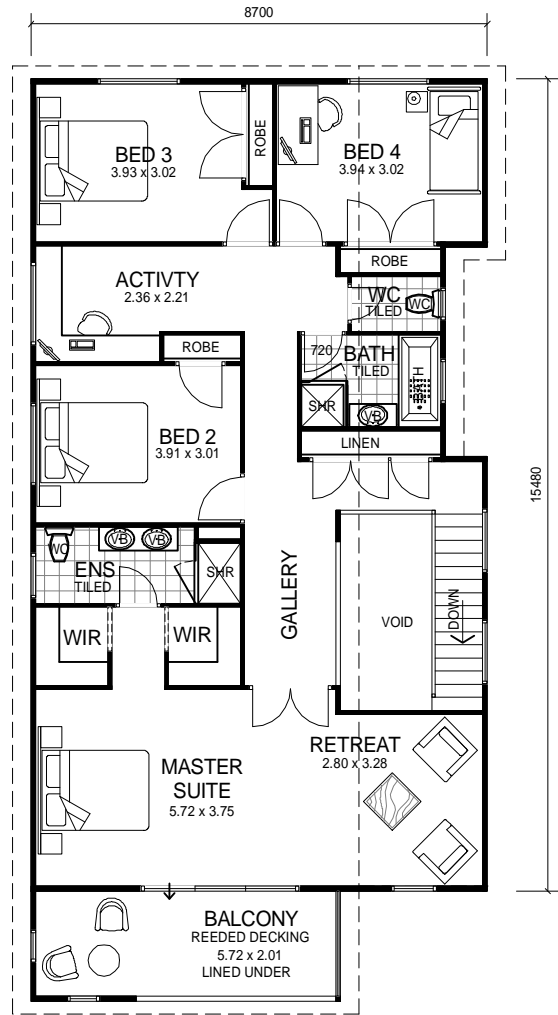 8700
BED 3
3.93 x 3.02
ROBE
BED 4
3.94 x 3.02
ROBE
ACTIVTY
2.36 x 2.21
WC
TILED
WC
ROBE
720
BATH
TILED
BATH
SHR
VB
LINEN
BED 2
3.91 x 3.01
15480
WC
VB
VB
ENS
TILED
SHR
GALLERY
VOID
DOWN
WIR
WIR
RETREAT
2.80 x 3.28
MASTER
SUITE
5.72 x 3.75
BALCONY
REEDED DECKING
5.72 x 2.01
LINED UNDER